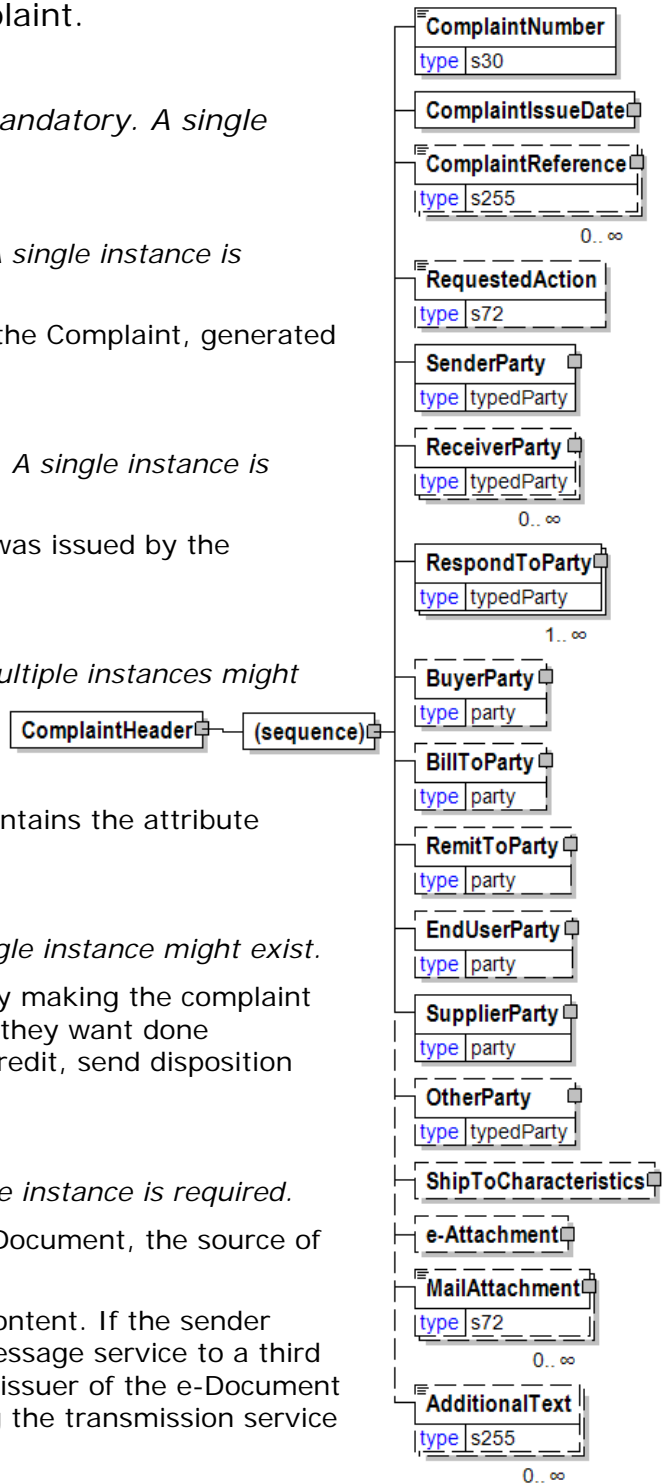 plaint.
andatory. A single
A single instance is
the Complaint, generated
A single instance is
was issued by the
ultiple instances might
ntains the attribute
gle instance might exist.
y making the complaint
they want done
redit, send disposition
e instance is required.
Document, the source of
ontent. If the sender
essage service to a third
issuer of the e-Document
g the transmission service
ComplaintHeader
(sequence)
ComplaintNumber
type s30
ComplaintIssueDate
ComplaintReference
type s255
0.. ∞
RequestedAction
type s72
SenderParty
type typedParty
ReceiverParty
type typedParty
0.. ∞
RespondToParty
type typedParty
1.. ∞
BuyerParty
type party
BillToParty
type party
RemitToParty
type party
EndUserParty
type party
SupplierParty
type party
OtherParty
type typedParty
ShipToCharacteristics
e-Attachment
MailAttachment
type s72
0.. ∞
AdditionalText
type s255
0.. ∞